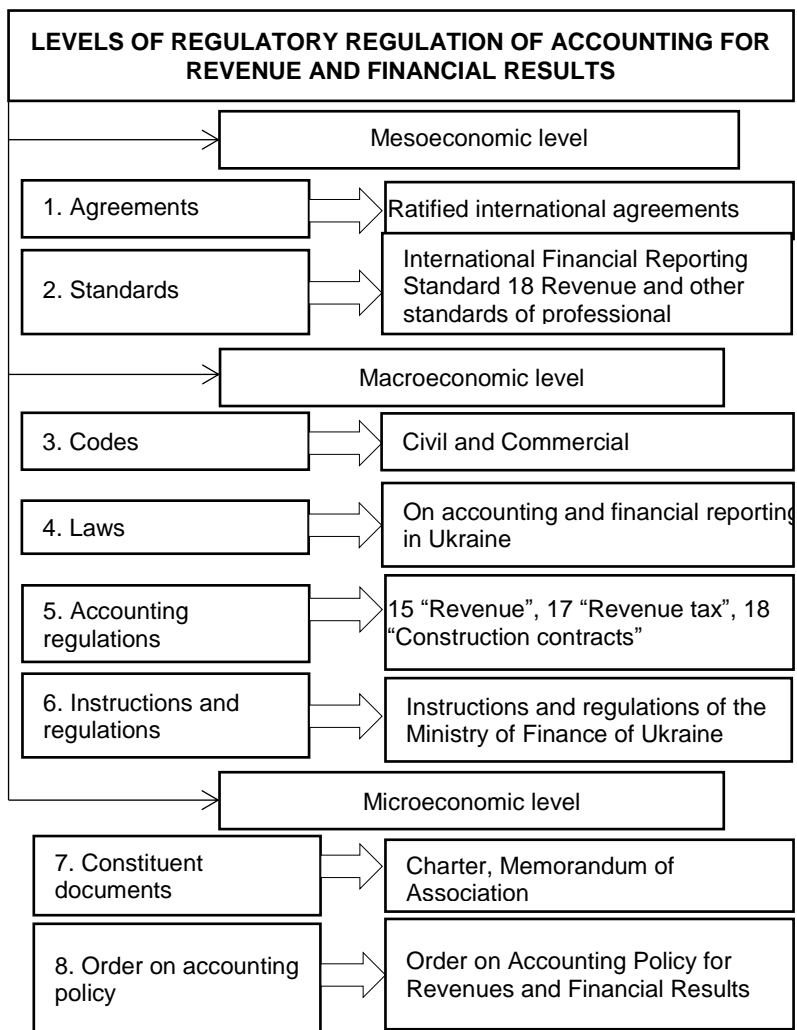 LEVELS OF REGULATORY REGULATION OF ACCOUNTING FOR
REVENUE AND FINANCIAL RESULTS
Mesoeconomic level
1. Agreements
Ratified international agreements
2. Standards
International Financial Reporting
Standard 18 Revenue and other
standards of professional
Macroeconomic level
3. Codes
Civil and Commercial
4. Laws
On accounting and financial reporting
in Ukraine
5. Accounting
regulations
15 “Revenue”, 17 “Revenue tax”, 18
“Construction contracts”
6. Instructions and
regulations
Instructions and regulations of the
Ministry of Finance of Ukraine
Microeconomic level
7. Constituent
documents
Charter, Memorandum of
Association
8. Order on accounting
policy
Order on Accounting Policy for
Revenues and Financial Results